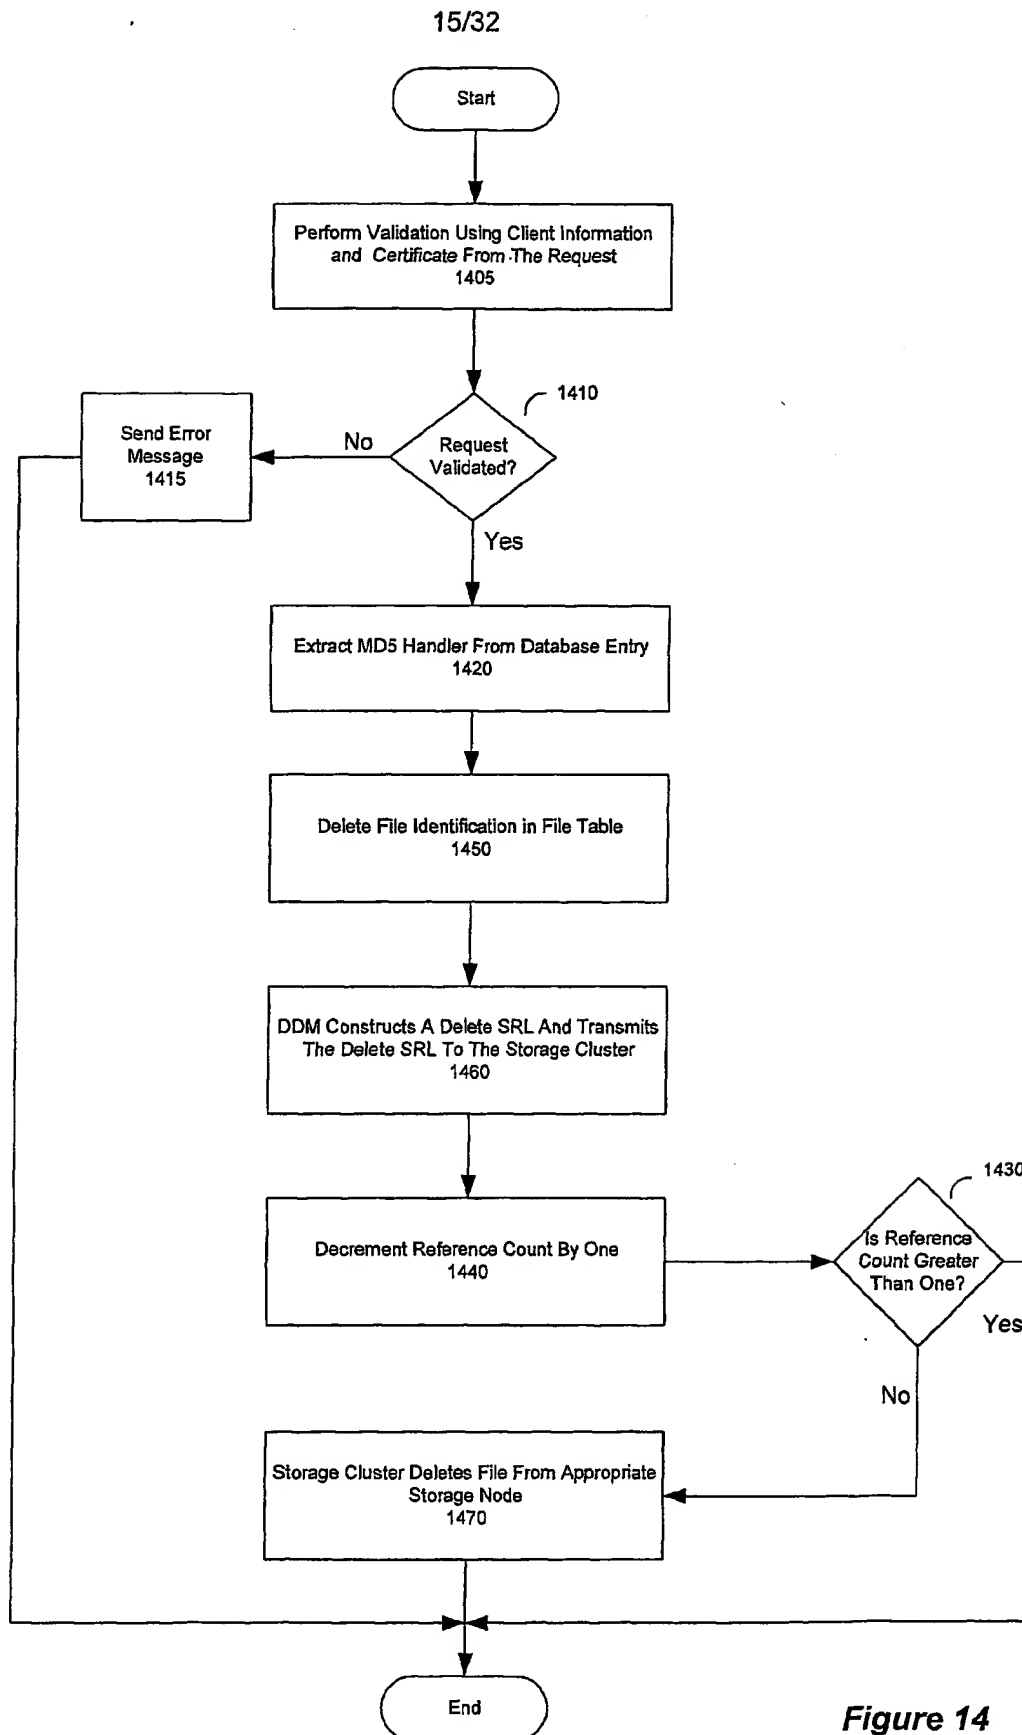 15/32
Start
Perform Validation Using Client Information
and Certificate From The Request
1405
1410
Request
Validated?
No
Send Error
Message
1415
Yes
Extract MD5 Handler From Database Entry
1420
Delete File Identification in File Table
1450
DDM Constructs A Delete SRL And Transmits
The Delete SRL To The Storage Cluster
1460
Decrement Reference Count By One
1440
1430
Is Reference
Count Greater
Than One?
Yes
No
Storage Cluster Deletes File From Appropriate
Storage Node
1470
End
Figure 14